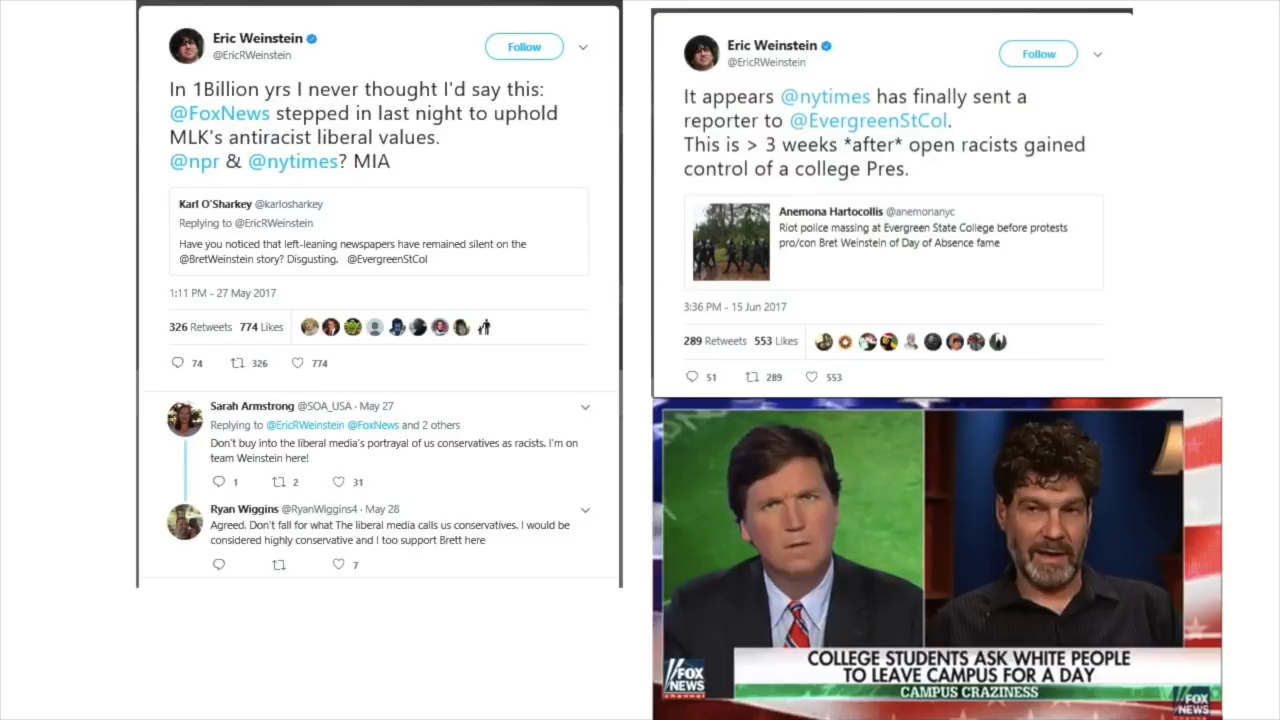 Eric Weinstein
@EricRWeinstein
Follow
In 1Billion yrs I never thought I'd say this:
@FoxNews stepped in last night to uphold
MLK's antiracist liberal values.
@npr & @nytimes? MIA
Karl O'Sharkey @karlosharkey
Replying to @EricRWeinstein
Have you noticed that left-leaning newspapers have remained silent on the
@BretWeinstein story? Disgusting. @EvergreenStCol
1:11 PM - 27 May 2017
326 Retweets 774 Likes
74 326 774
Sarah Armstrong @SOA_USA · May 27
Replying to @EricRWeinstein @FoxNews and 2 others
Don't buy into the liberal media's portrayal of us conservatives as racists. I'm on
team Weinstein here!
1 2 31
Ryan Wiggins @RyanWiggins4 · May 28
Agreed. Don't fall for what The liberal media calls us conservatives. I would be
considered highly conservative and I too support Brett here
7
Eric Weinstein
@EricRWeinstein
Follow
It appears @nytimes has finally sent a
reporter to @EvergreenStCol.
This is > 3 weeks *after* open racists gained
control of a college Pres.
Anemona Hartocollis @anemonanyc
Riot police massing at Evergreen State College before protests
pro/con Bret Weinstein of Day of Absence fame
3:36 PM - 15 Jun 2017
289 Retweets 553 Likes
51 289 553
COLLEGE STUDENTS ASK WHITE PEOPLE
TO LEAVE CAMPUS FOR A DAY
CAMPUS CRAZINESS
FOX
NEWS
channel
FOX
NEWS